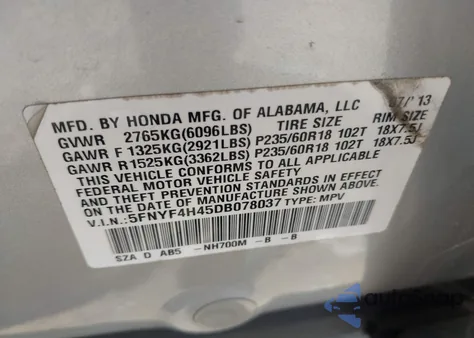 MFD. BY HONDA MFG. OF ALABAMA, LLC 07/'13
GVWR 2765KG(6096LBS) TIRE SIZE RIM SIZE
GAWR F 1325KG(2921LBS) P235/60R18 102T 18X7.5J
GAWR R 1525KG(3362LBS) P235/60R18 102T 18X7.5J
THIS VEHICLE CONFORMS TO ALL APPLICABLE
FEDERAL MOTOR VEHICLE SAFETY
AND THEFT PREVENTION STANDARDS IN EFFECT
ON THE DATE OF MANUFACTURE SHOWN ABOVE.
V.I.N.: 5FNYF4H45DB078037 TYPE: MPV
SZA D AB5 -NH700M -B -B